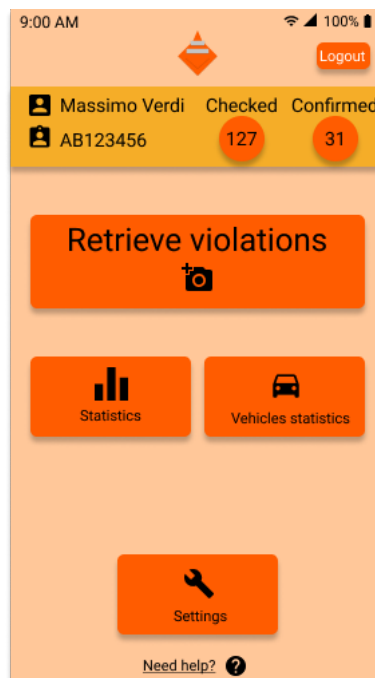 9:00 AM 100%
Logout
Massimo Verdi Checked Confirmed
AB123456 127 31
Retrieve violations
Statistics Vehicles statistics
Settings
Need help?